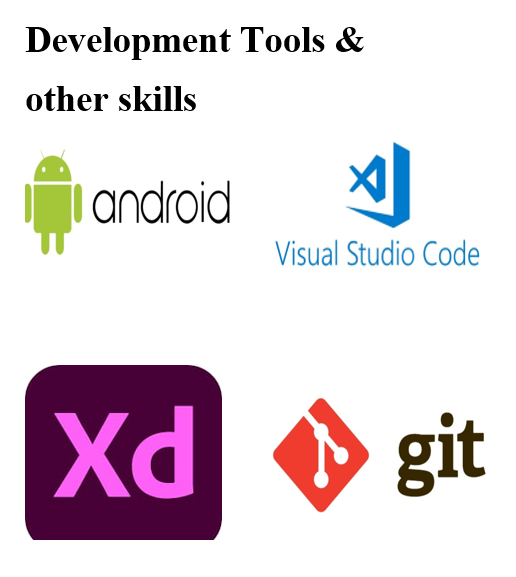 Development Tools &
other skills
android
Visual Studio Code
Xd
git